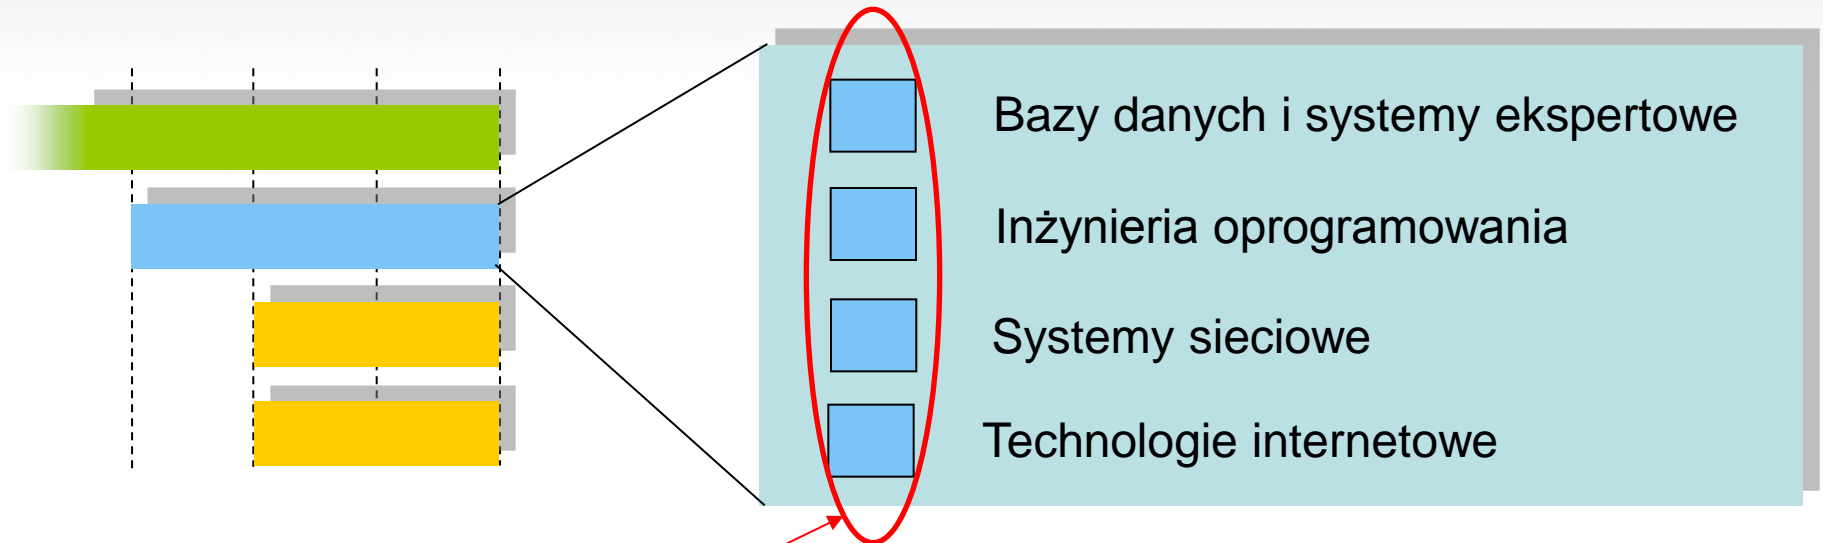 Bazy danych i systemy ekspertowe
Inżynieria oprogramowania
Systemy sieciowe
Technologie internetowe